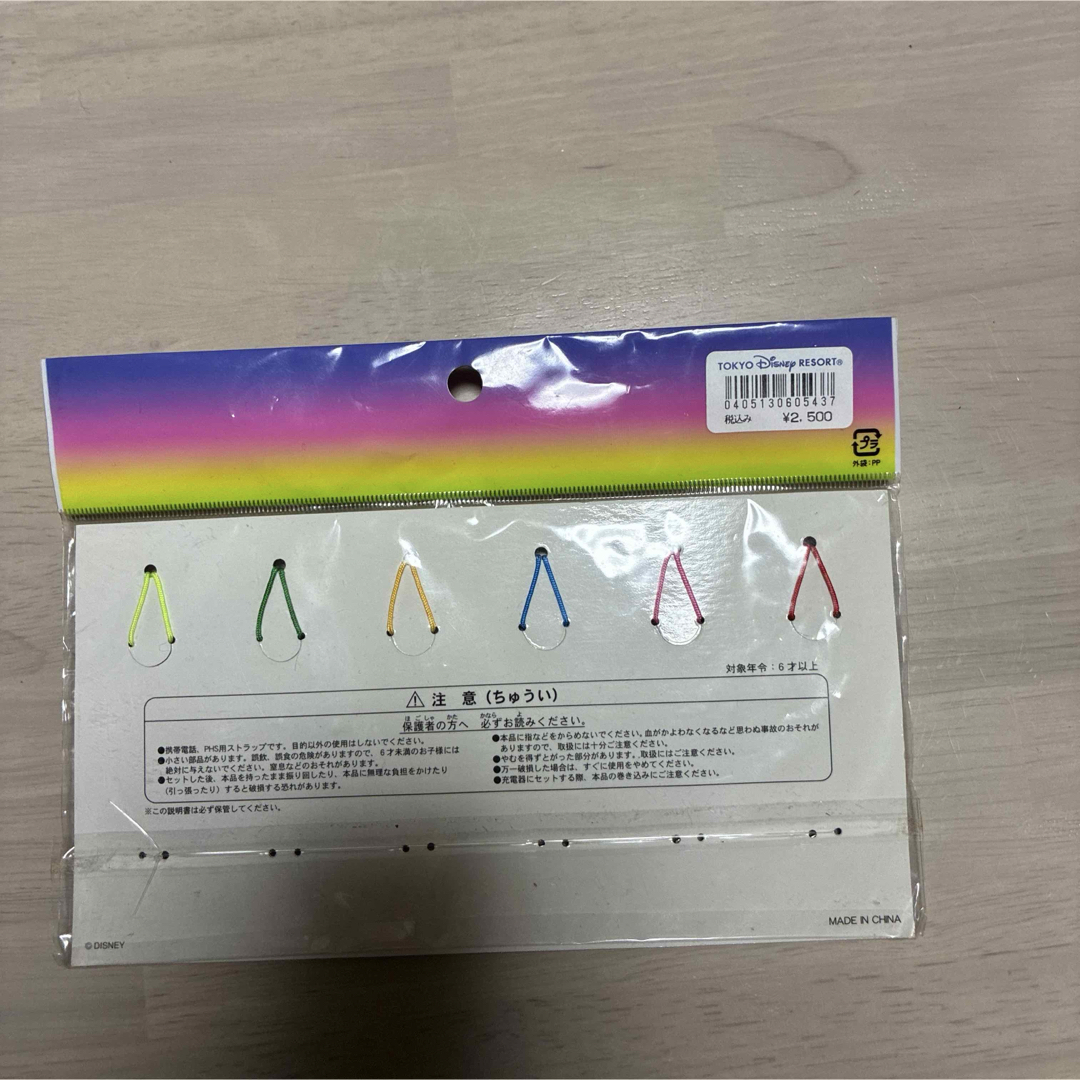 TOKYO Disney RESORT®
0405130605437
税込み ¥2,500
プラ
外袋:PP
対象年令:6才以上
⚠注 意(ちゅうい)
保護者の方へ 必ずお読みください。
ほごしゃ かた かなら よ
●携帯電話、PHS用ストラップです。目的以外の使用はしないでください。
●小さい部品があります。誤飲、誤食の危険がありますので、6才未満のお子様には
絶対に与えないでください。窒息などのおそれがあります。
●セットした後、本品を持ったまま振り回したり、本品に無理な負担をかけたり
(引っ張ったり)すると破損する恐れがあります。
●本品に指などをからめないでください。血がかよわなくなるなど思わぬ事故のおそれが
ありますので、取扱には十分ご注意ください。
●やむを得ずとがった部分があります。取扱にはご注意ください。
●万一破損した場合は、すぐに使用をやめてください。
●充電器にセットする際、本品の巻き込みにご注意ください。
※この説明書は必ず保管してください。
MADE IN CHINA
© DISNEY